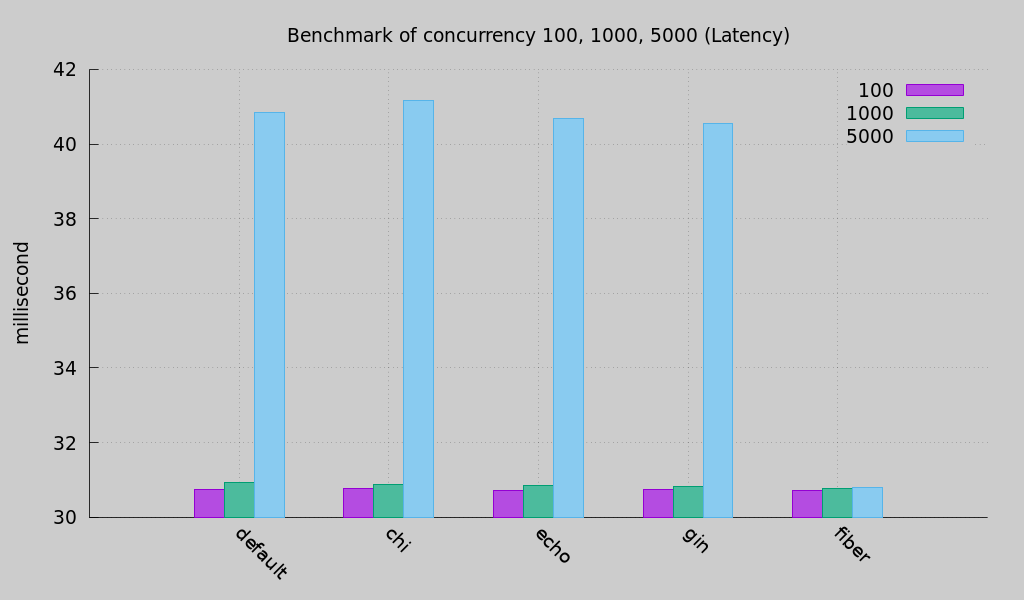 Benchmark of concurrency 100, 1000, 5000 (Latency)
100
1000
5000
millisecond
42
40
38
36
34
32
30
default
chi
echo
gin
fiber